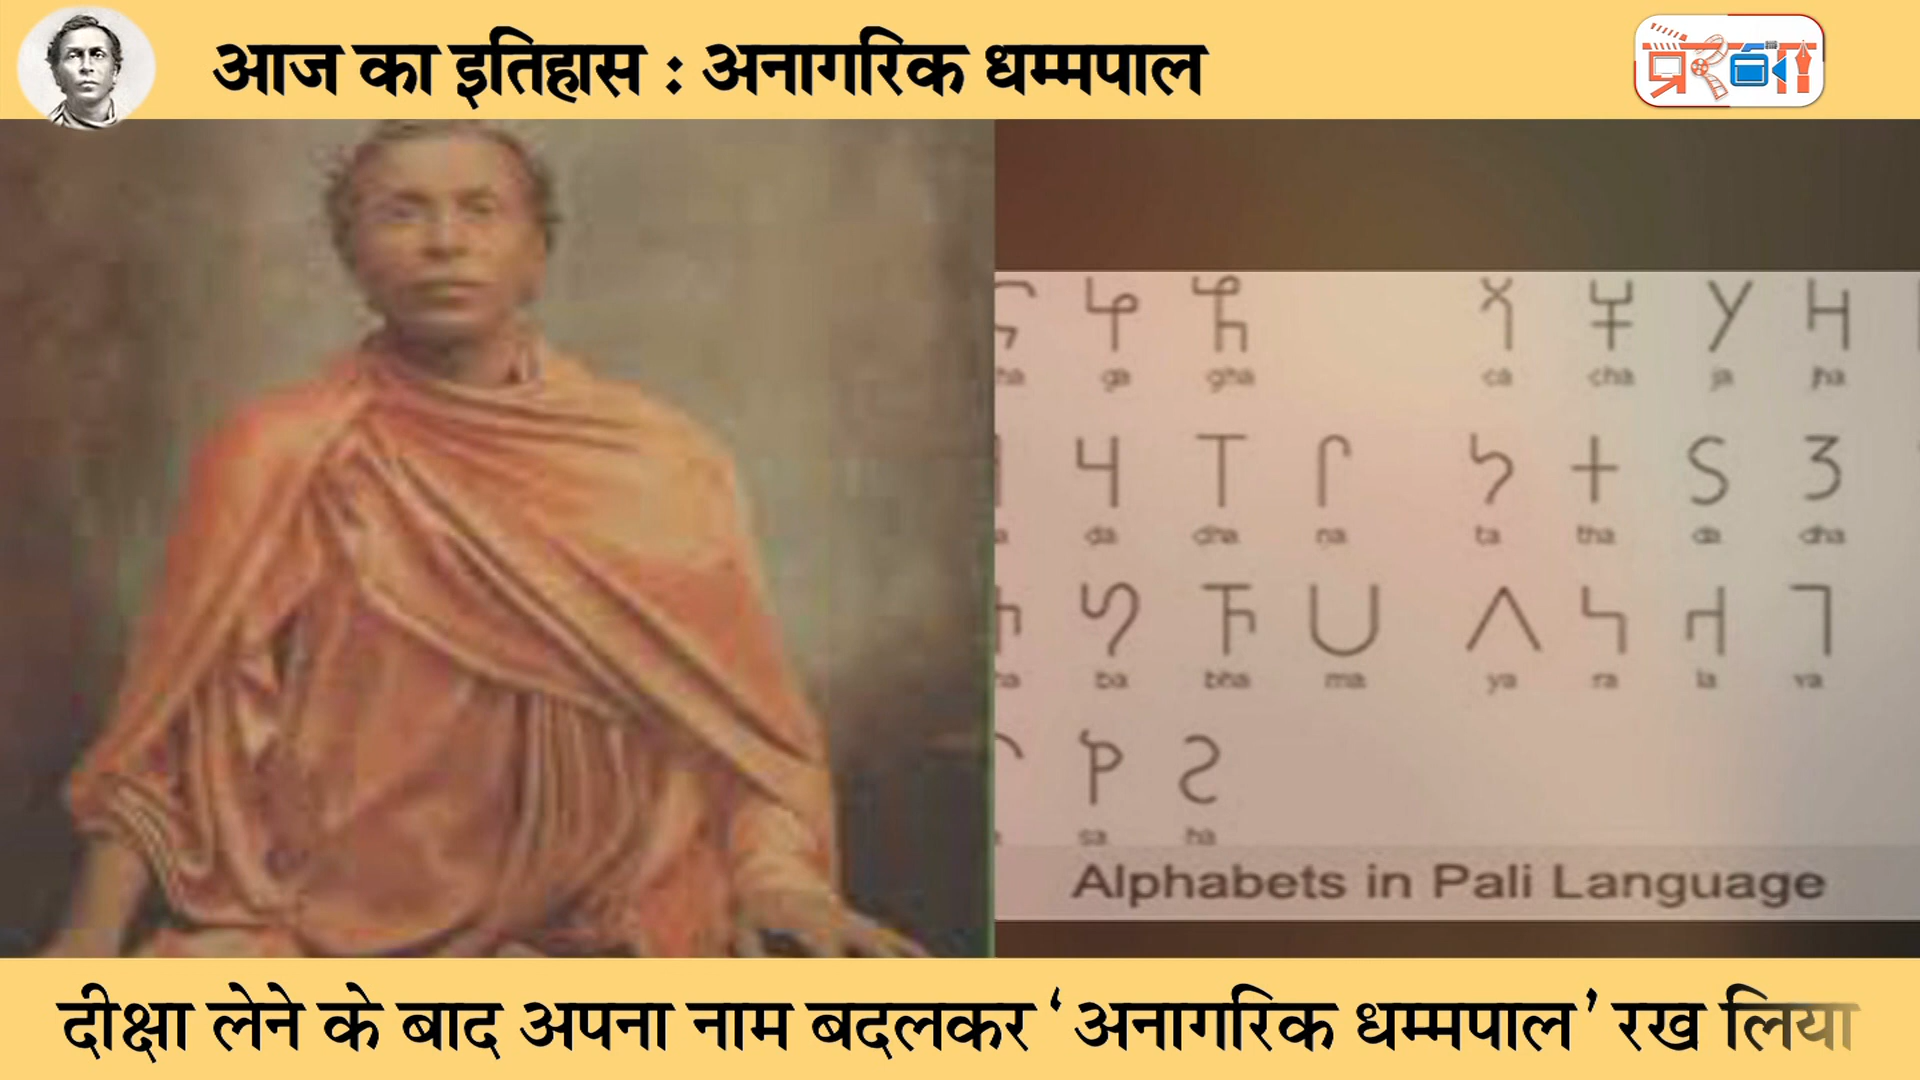 आज का इतिहास : अनागरिक धम्मपाल
ga gha ca cha ja jha
da dha na ta tha da dha
ba bha ma ya ra la va
sa ha
Alphabets in Pali Language
दीक्षा लेने के बाद अपना नाम बदलकर ‘अनागरिक धम्मपाल’ रख लिया